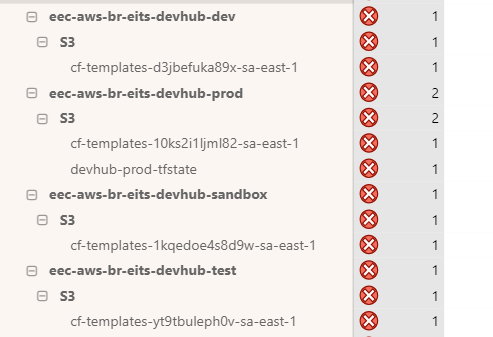 eec-aws-br-eits-devhub-dev 1
S3 1
cf-templates-d3jbefuka89x-sa-east-1 1
eec-aws-br-eits-devhub-prod 2
S3 2
cf-templates-10ks2i1ljml82-sa-east-1 1
devhub-prod-tfstate 1
eec-aws-br-eits-devhub-sandbox 1
S3 1
cf-templates-1kqedoe4s8d9w-sa-east-1 1
eec-aws-br-eits-devhub-test 1
S3 1
cf-templates-yt9tbuleph0v-sa-east-1 1